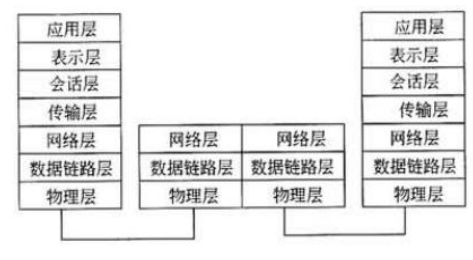 应用层
表示层
会话层
传输层
网络层
数据链路层
物理层
网络层 网络层
数据链路层 数据链路层
物理层 物理层
应用层
表示层
会话层
传输层
网络层
数据链路层
物理层